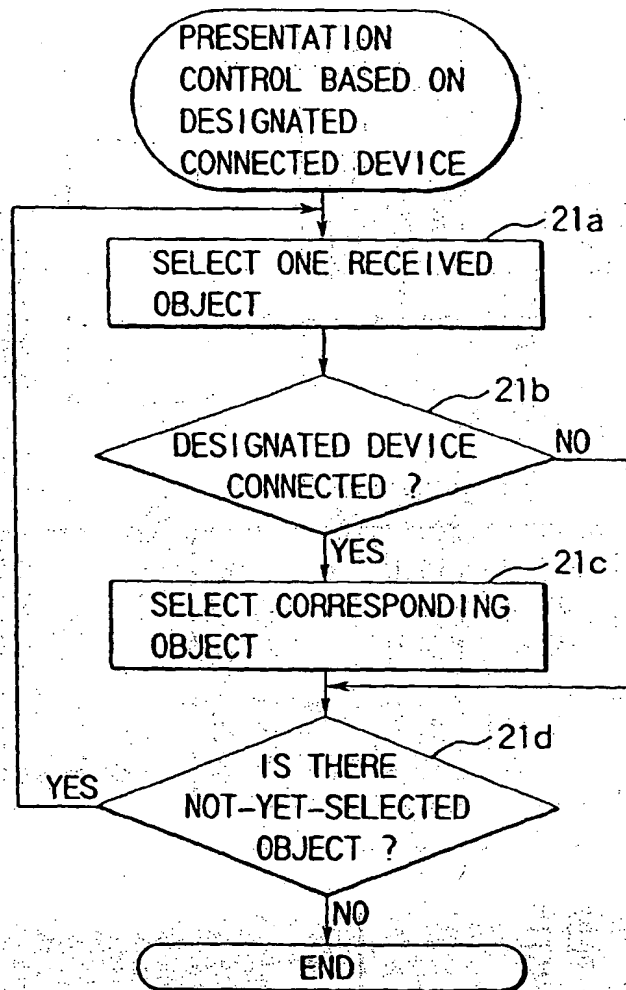 PRESENTATION
CONTROL BASED ON
DESIGNATED
CONNECTED DEVICE
21a
SELECT ONE RECEIVED
OBJECT
21b
DESIGNATED DEVICE
CONNECTED ?
NO
YES
21c
SELECT CORRESPONDING
OBJECT
21d
IS THERE
NOT-YET-SELECTED
OBJECT ?
YES
NO
END